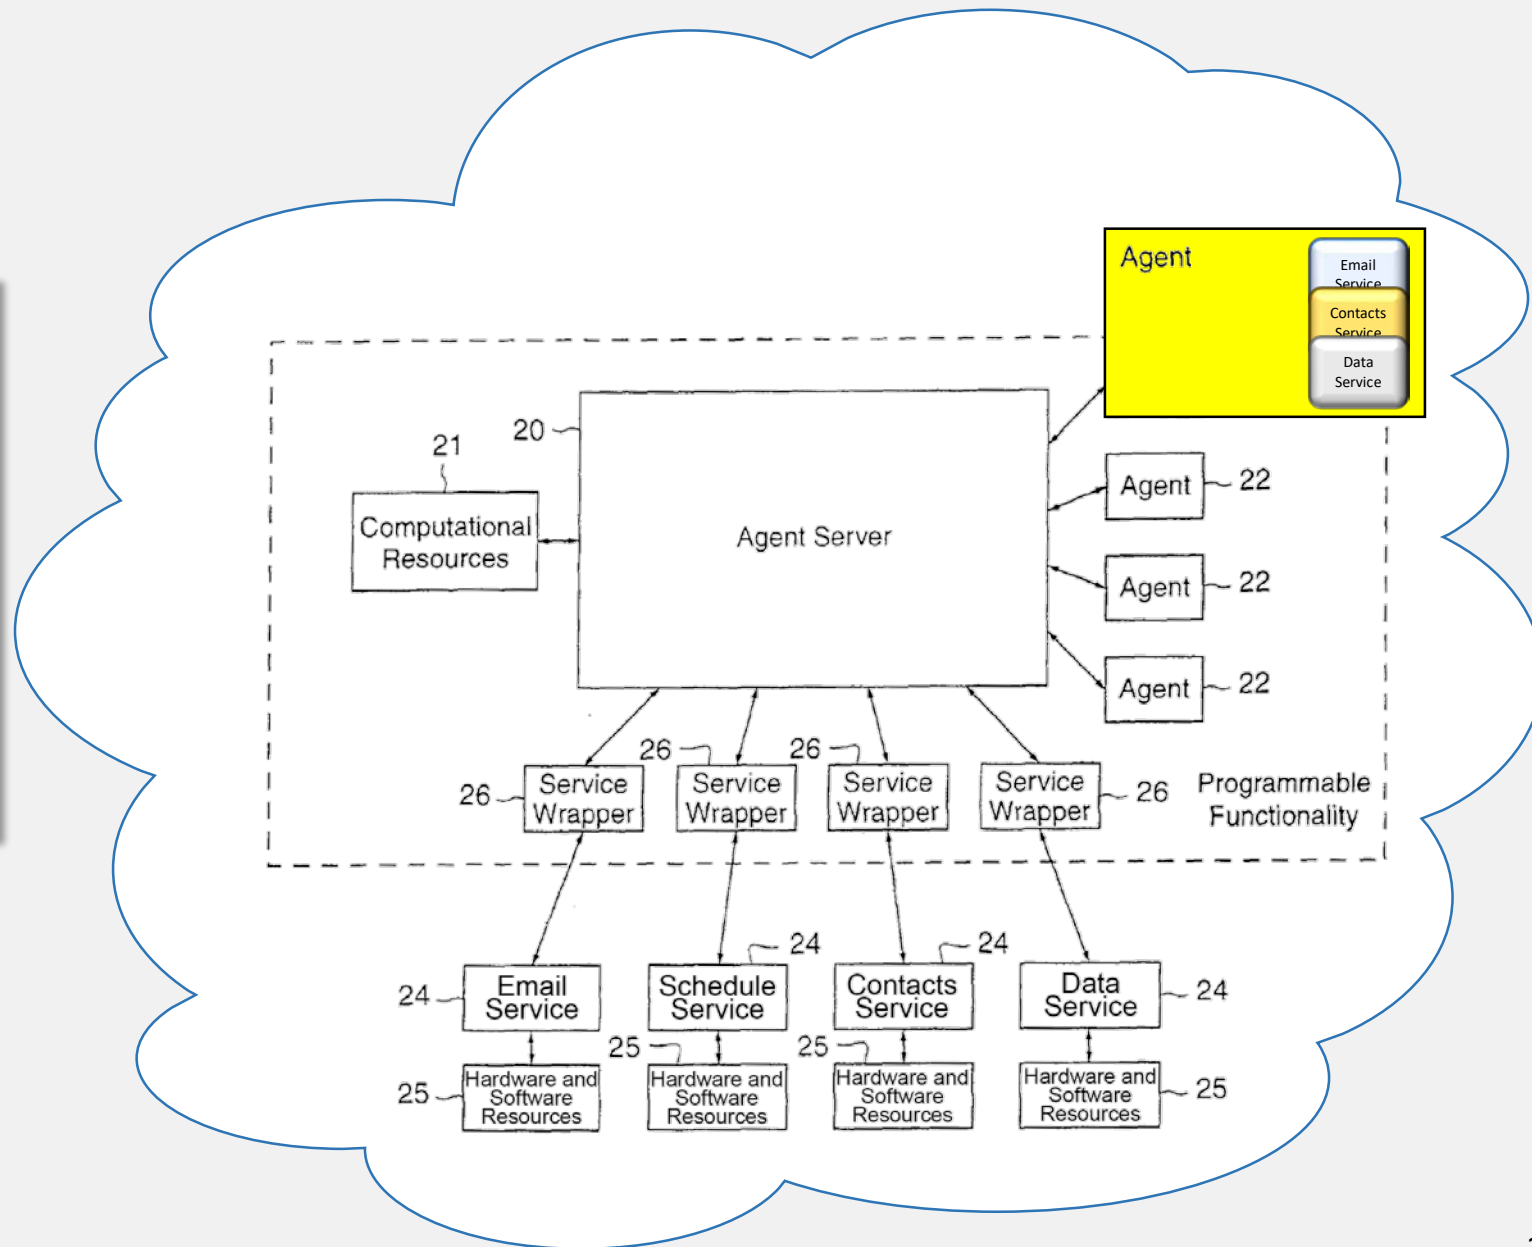 Agent
Email
Service
Contacts
Service
Data
Service
20
21
Computational
Resources
Agent Server
Agent
22
Agent
22
Agent
22
26
Service
Wrapper
26
Service
Wrapper
26
Service
Wrapper
Service
Wrapper
26
Programmable
Functionality
24
Email
Service
24
Schedule
Service
24
Contacts
Service
Data
Service
24
25
Hardware and
Software
Resources
25
Hardware and
Software
Resources
25
Hardware and
Software
Resources
Hardware and
Software
Resources
25